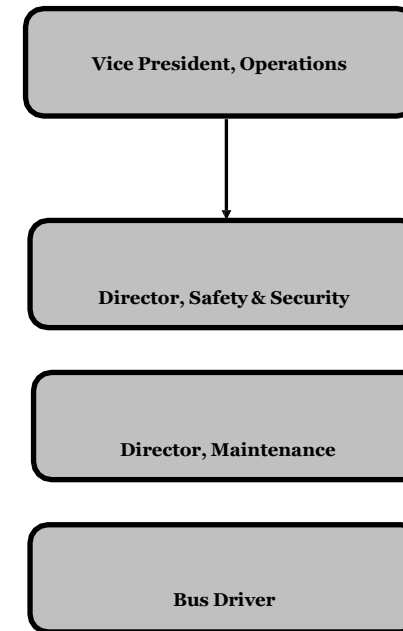 Vice President, Operations
Director, Safety & Security
Director, Maintenance
Bus Driver